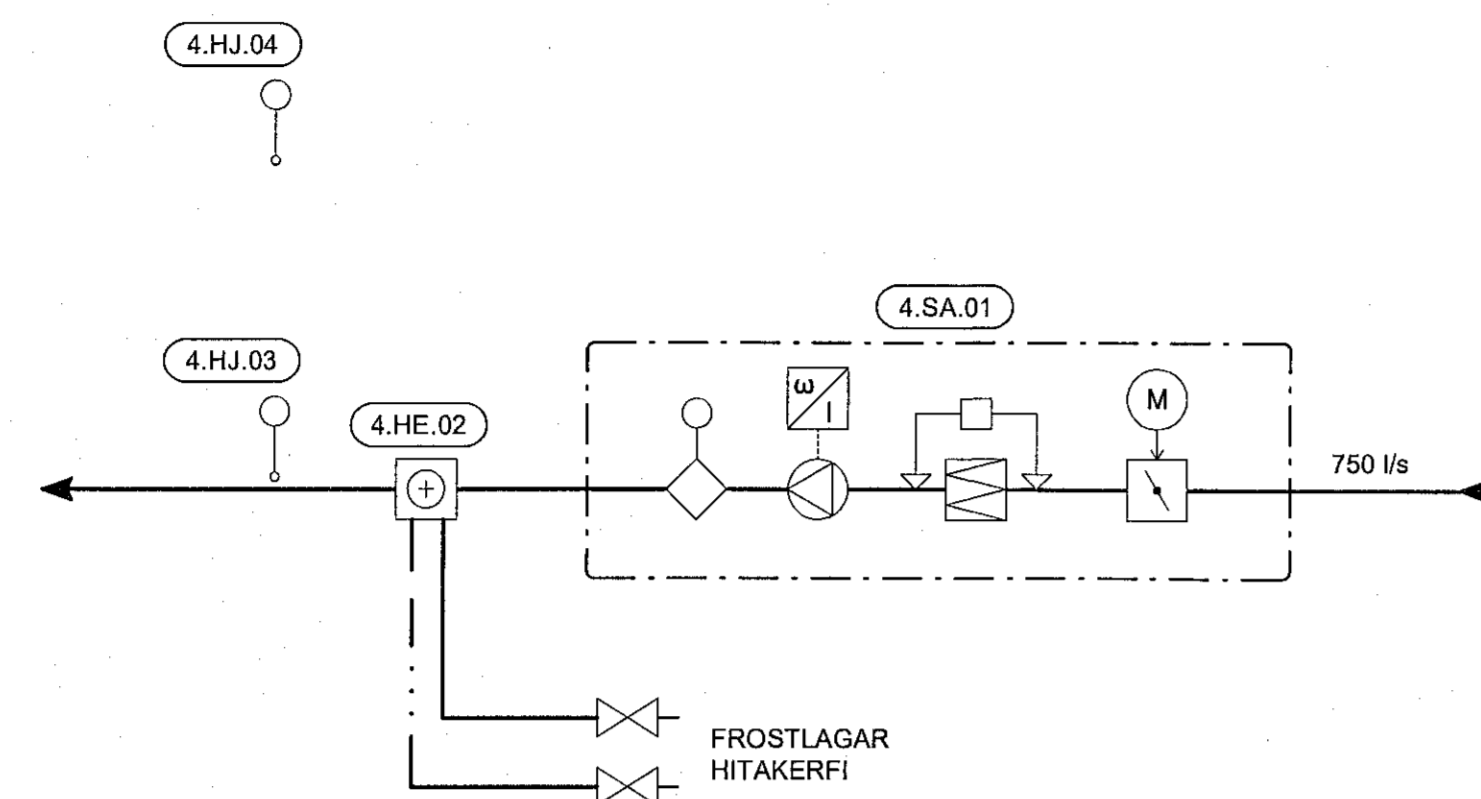 4.HJ.04
4.SA.01
4.HJ.03
4.HE.02
ω
I
M
750 l/s
FROSTLAGAR
HITAKERFI